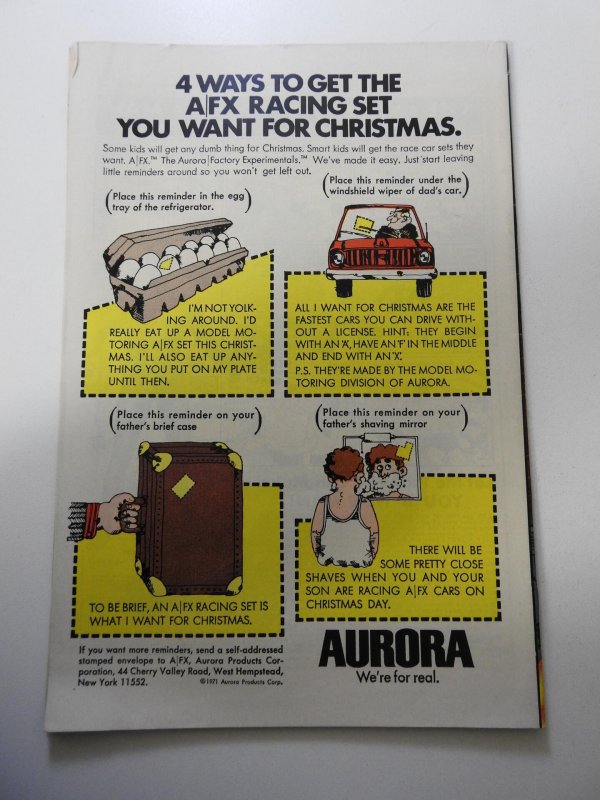 4 WAYS TO GET THE
A|FX RACING SET
YOU WANT FOR CHRISTMAS.
Some kids will get any dumb thing for Christmas. Smart kids will get the race car sets they
want. A|FX.™ The Aurora|Factory Experimentals.™ We've made it easy. Just start leaving
little reminders around so you won't get left out.
(Place this reminder in the egg
tray of the refrigerator.)
I'M NOT YOLK-
ING AROUND. I'D
REALLY EAT UP A MODEL MO-
TORING A|FX SET THIS CHRIST-
MAS. I'LL ALSO EAT UP ANY-
THING YOU PUT ON MY PLATE
UNTIL THEN.
(Place this reminder under the
windshield wiper of dad's car.)
ALL I WANT FOR CHRISTMAS ARE THE
FASTEST CARS YOU CAN DRIVE WITH-
OUT A LICENSE. HINT: THEY BEGIN
WITH AN 'A', HAVE AN 'F' IN THE MIDDLE
AND END WITH AN 'X'.
P.S. THEY'RE MADE BY THE MODEL MO-
TORING DIVISION OF AURORA.
(Place this reminder on your
father's brief case)
TO BE BRIEF, AN A|FX RACING SET IS
WHAT I WANT FOR CHRISTMAS.
(Place this reminder on your
father's shaving mirror)
THERE WILL BE
SOME PRETTY CLOSE
SHAVES WHEN YOU AND YOUR
SON ARE RACING A|FX CARS ON
CHRISTMAS DAY.
If you want more reminders, send a self-addressed
stamped envelope to A|FX, Aurora Products Cor-
poration, 44 Cherry Valley Road, West Hempstead,
New York 11552. ©1971 Aurora Products Corp.
AURORA
We're for real.